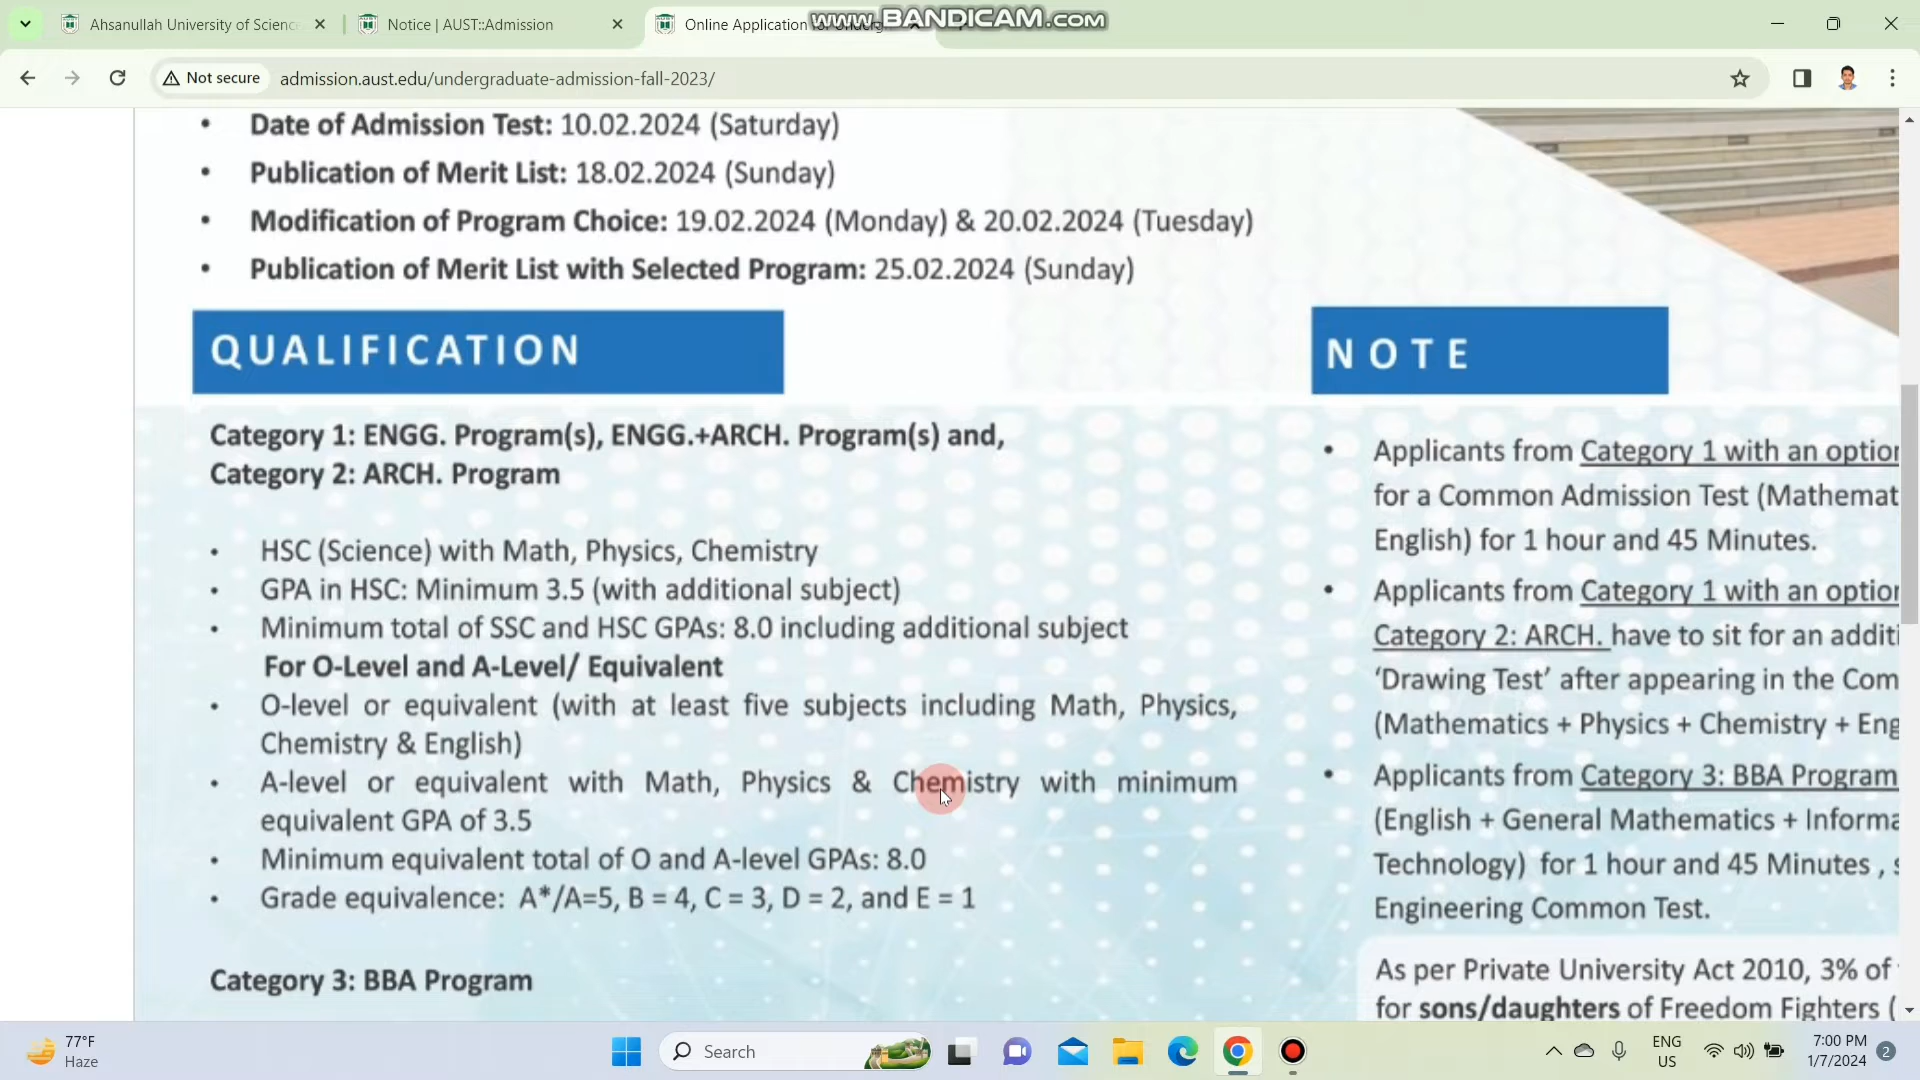 Ahsanullah University of Science
Notice | AUST::Admission
Online Application for Underg
www.BANDICAM.com
Not secure
admission.aust.edu/undergraduate-admission-fall-2023/
• Date of Admission Test: 10.02.2024 (Saturday)
• Publication of Merit List: 18.02.2024 (Sunday)
• Modification of Program Choice: 19.02.2024 (Monday) & 20.02.2024 (Tuesday)
• Publication of Merit List with Selected Program: 25.02.2024 (Sunday)
QUALIFICATION
Category 1: ENGG. Program(s), ENGG.+ARCH. Program(s) and,
Category 2: ARCH. Program
• HSC (Science) with Math, Physics, Chemistry
• GPA in HSC: Minimum 3.5 (with additional subject)
• Minimum total of SSC and HSC GPAs: 8.0 including additional subject
For O-Level and A-Level/ Equivalent
• O-level or equivalent (with at least five subjects including Math, Physics,
Chemistry & English)
• A-level or equivalent with Math, Physics & Chemistry with minimum
equivalent GPA of 3.5
• Minimum equivalent total of O and A-level GPAs: 8.0
• Grade equivalence: A*/A=5, B = 4, C = 3, D = 2, and E = 1
Category 3: BBA Program
NOTE
• Applicants from Category 1 with an option
for a Common Admission Test (Mathemat
English) for 1 hour and 45 Minutes.
• Applicants from Category 1 with an option
Category 2: ARCH. have to sit for an additi
‘Drawing Test’ after appearing in the Com
(Mathematics + Physics + Chemistry + Eng
• Applicants from Category 3: BBA Program
(English + General Mathematics + Informa
Technology) for 1 hour and 45 Minutes , s
Engineering Common Test.
As per Private University Act 2010, 3% of
for sons/daughters of Freedom Fighters (
77°F
Haze
Search
ENG
US
7:00 PM
1/7/2024
2